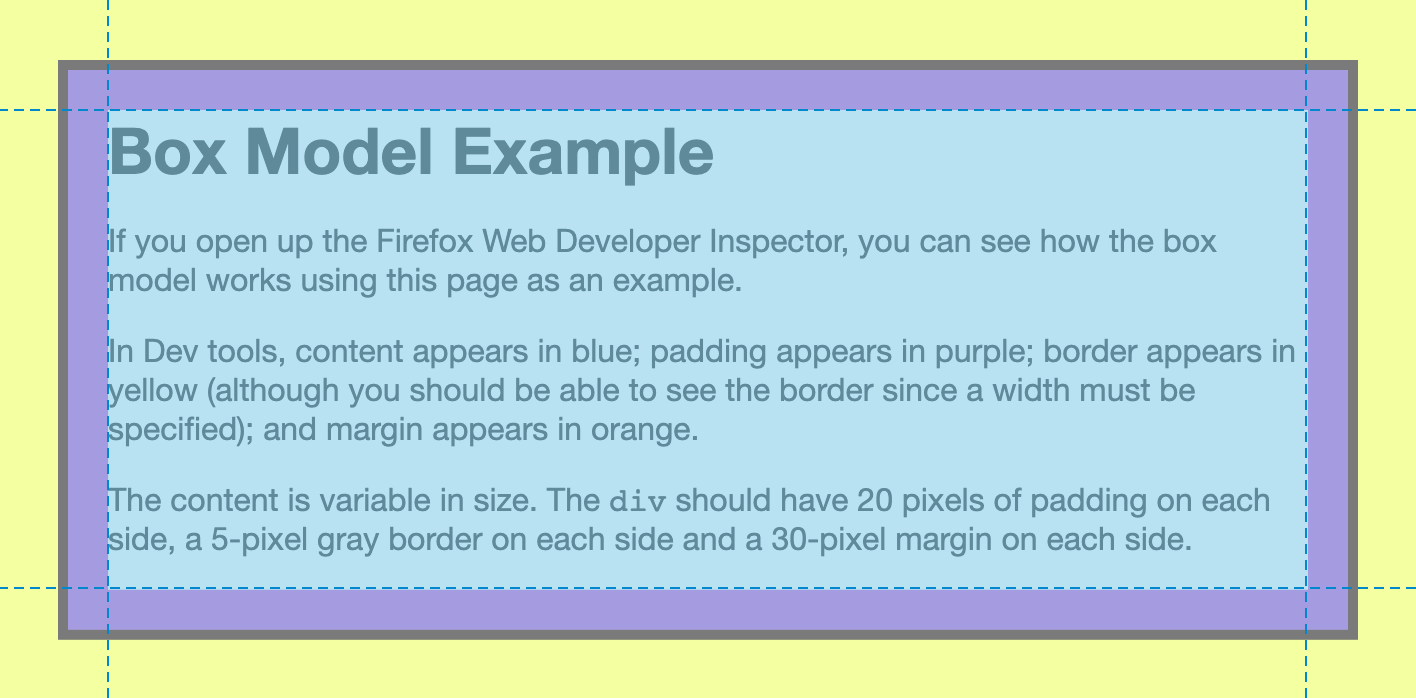 Box Model Example
If you open up the Firefox Web Developer Inspector, you can see how the box
model works using this page as an example.
In Dev tools, content appears in blue; padding appears in purple; border appears in
yellow (although you should be able to see the border since a width must be
specified); and margin appears in orange.
The content is variable in size. The div should have 20 pixels of padding on each
side, a 5-pixel gray border on each side and a 30-pixel margin on each side.